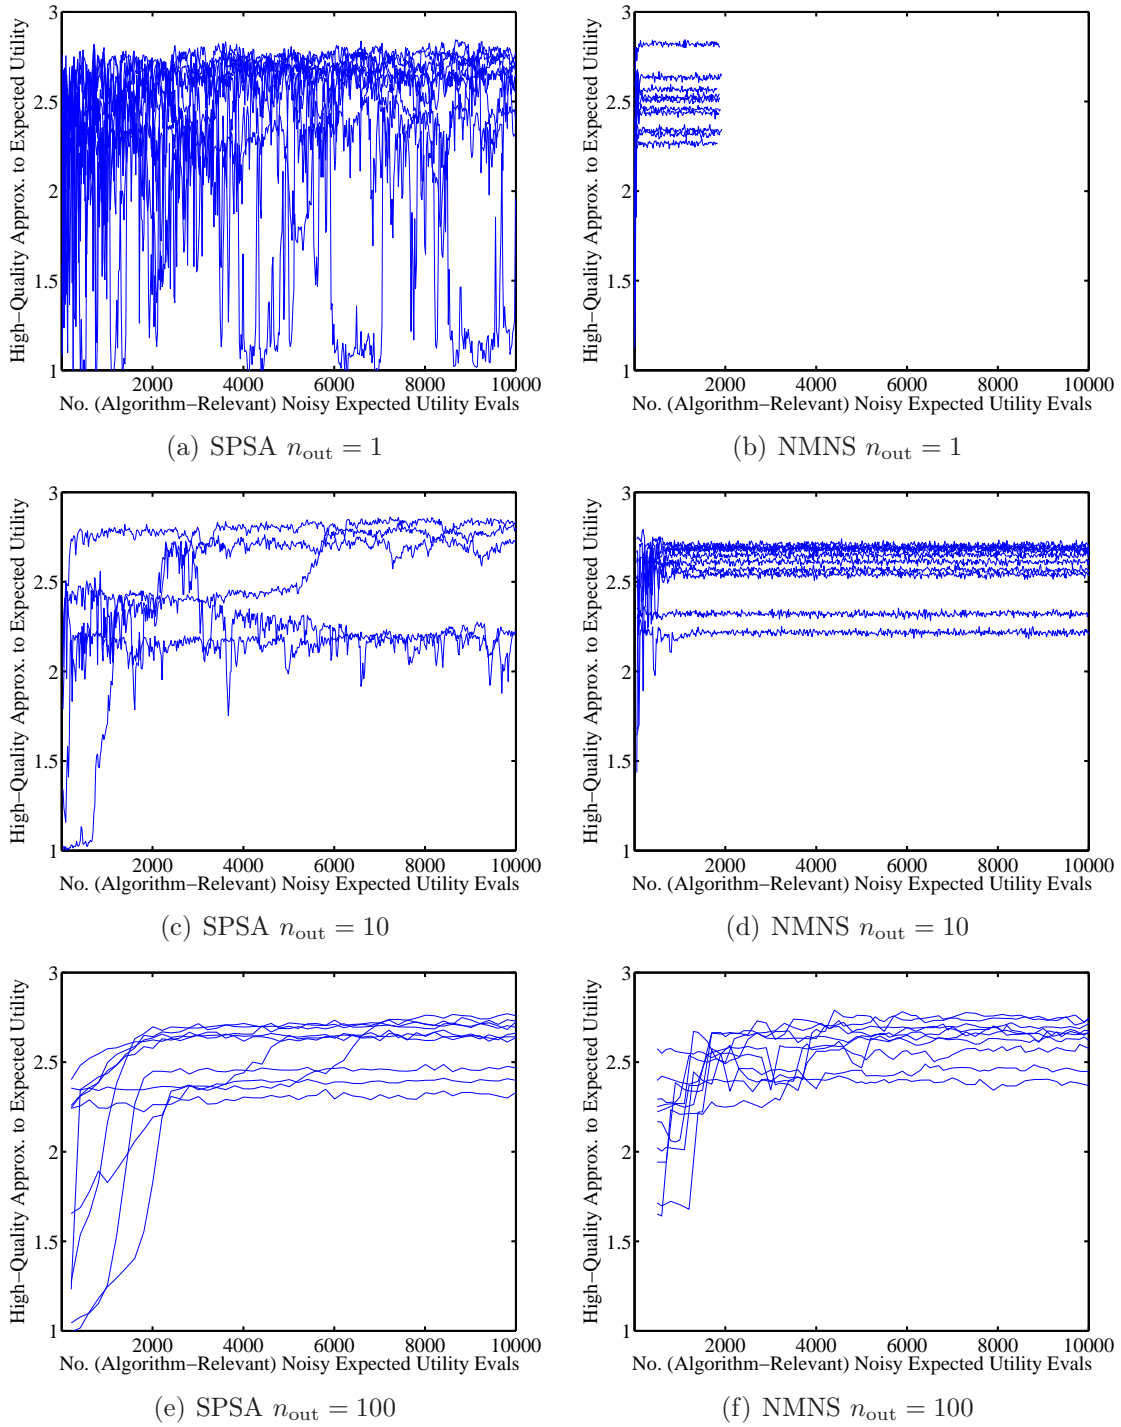 3
2.5
2
1.5
1
2000 4000 6000 8000 10000
High−Quality Approx. to Expected Utility
No. (Algorithm−Relevant) Noisy Expected Utility Evals
(a) SPSA n_out = 1
3
2.5
2
1.5
1
2000 4000 6000 8000 10000
High−Quality Approx. to Expected Utility
No. (Algorithm−Relevant) Noisy Expected Utility Evals
(b) NMNS n_out = 1
3
2.5
2
1.5
1
2000 4000 6000 8000 10000
High−Quality Approx. to Expected Utility
No. (Algorithm−Relevant) Noisy Expected Utility Evals
(c) SPSA n_out = 10
3
2.5
2
1.5
1
2000 4000 6000 8000 10000
High−Quality Approx. to Expected Utility
No. (Algorithm−Relevant) Noisy Expected Utility Evals
(d) NMNS n_out = 10
3
2.5
2
1.5
1
2000 4000 6000 8000 10000
High−Quality Approx. to Expected Utility
No. (Algorithm−Relevant) Noisy Expected Utility Evals
(e) SPSA n_out = 100
3
2.5
2
1.5
1
2000 4000 6000 8000 10000
High−Quality Approx. to Expected Utility
No. (Algorithm−Relevant) Noisy Expected Utility Evals
(f) NMNS n_out = 100